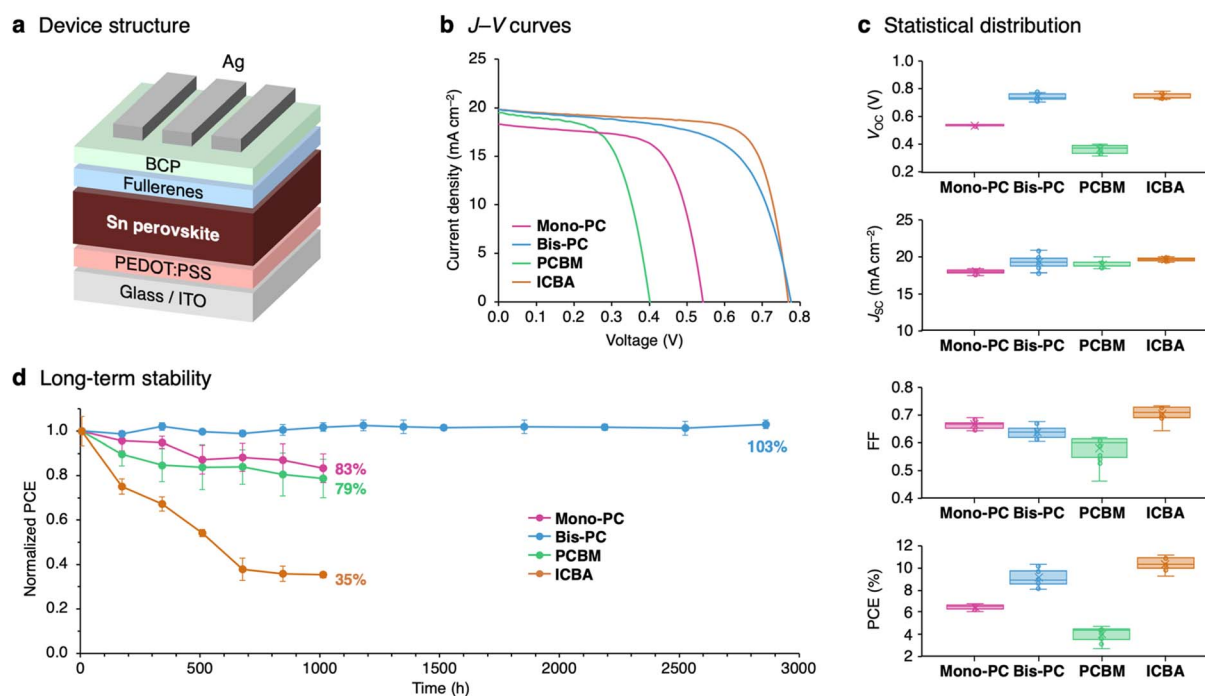 a Device structure
Ag
BCP
Fullerenes
Sn perovskite
PEDOT:PSS
Glass / ITO
b J–V curves
25
20
15
10
5
0
Current density (mA cm⁻²)
Mono-PC
Bis-PC
PCBM
ICBA
0.0 0.1 0.2 0.3 0.4 0.5 0.6 0.7 0.8
Voltage (V)
c Statistical distribution
1.0
0.8
0.6
0.4
0.2
V_OC (V)
Mono-PC Bis-PC PCBM ICBA
25
20
15
10
J_SC (mA cm⁻²)
Mono-PC Bis-PC PCBM ICBA
0.8
0.7
0.6
0.5
0.4
FF
Mono-PC Bis-PC PCBM ICBA
12
10
8
6
4
2
PCE (%)
Mono-PC Bis-PC PCBM ICBA
d Long-term stability
1.0
0.8
0.6
0.4
0.2
0.0
Normalized PCE
103%
83%
79%
35%
Mono-PC
Bis-PC
PCBM
ICBA
0 500 1000 1500 2000 2500 3000
Time (h)